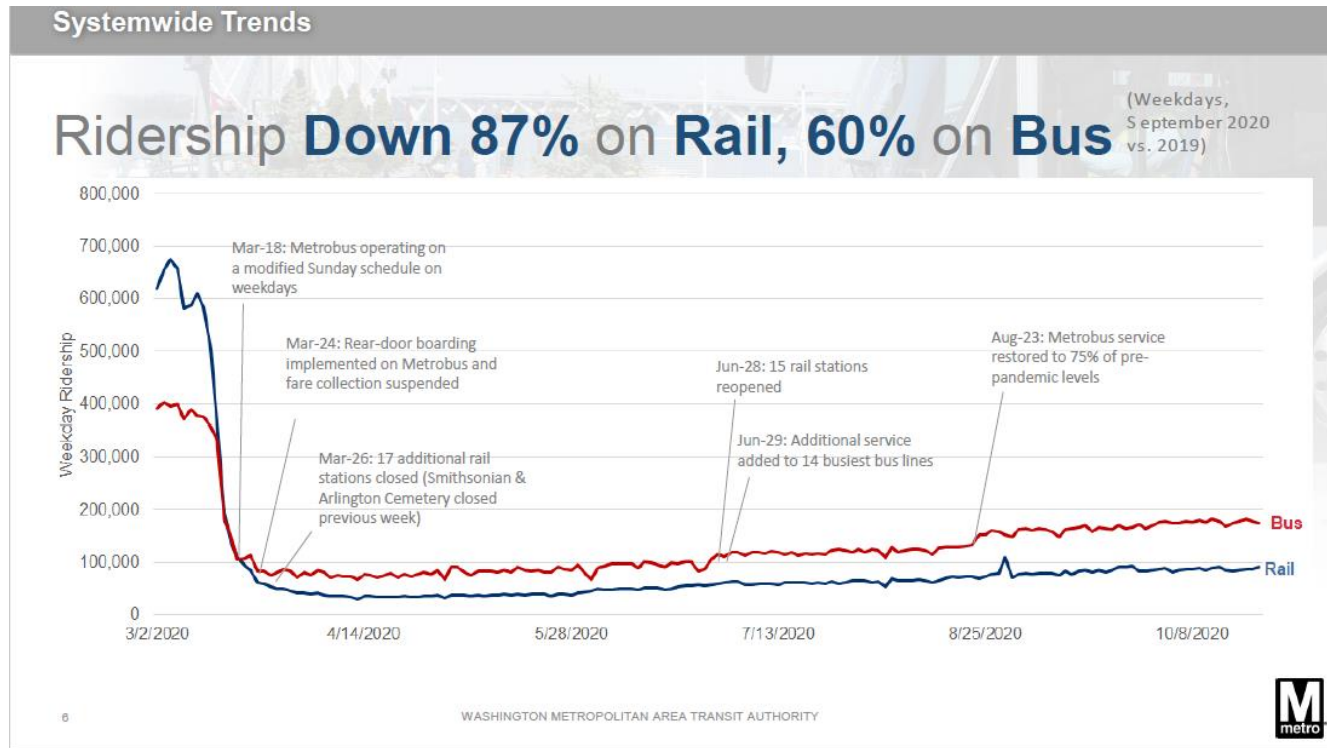 Systemwide Trends
Ridership Down 87% on Rail, 60% on Bus
(Weekdays,
September 2020
vs. 2019)
800,000
700,000
600,000
500,000
400,000
300,000
200,000
100,000
0
Weekday Ridership
Mar-18: Metrobus operating on
a modified Sunday schedule on
weekdays
Mar-24: Rear-door boarding
implemented on Metrobus and
fare collection suspended
Mar-26: 17 additional rail
stations closed (Smithsonian &
Arlington Cemetery closed
previous week)
Jun-28: 15 rail stations
reopened
Jun-29: Additional service
added to 14 busiest bus lines
Aug-23: Metrobus service
restored to 75% of pre-
pandemic levels
Bus
Rail
3/2/2020
4/14/2020
5/28/2020
7/13/2020
8/25/2020
10/8/2020
6
WASHINGTON METROPOLITAN AREA TRANSIT AUTHORITY
M
metro